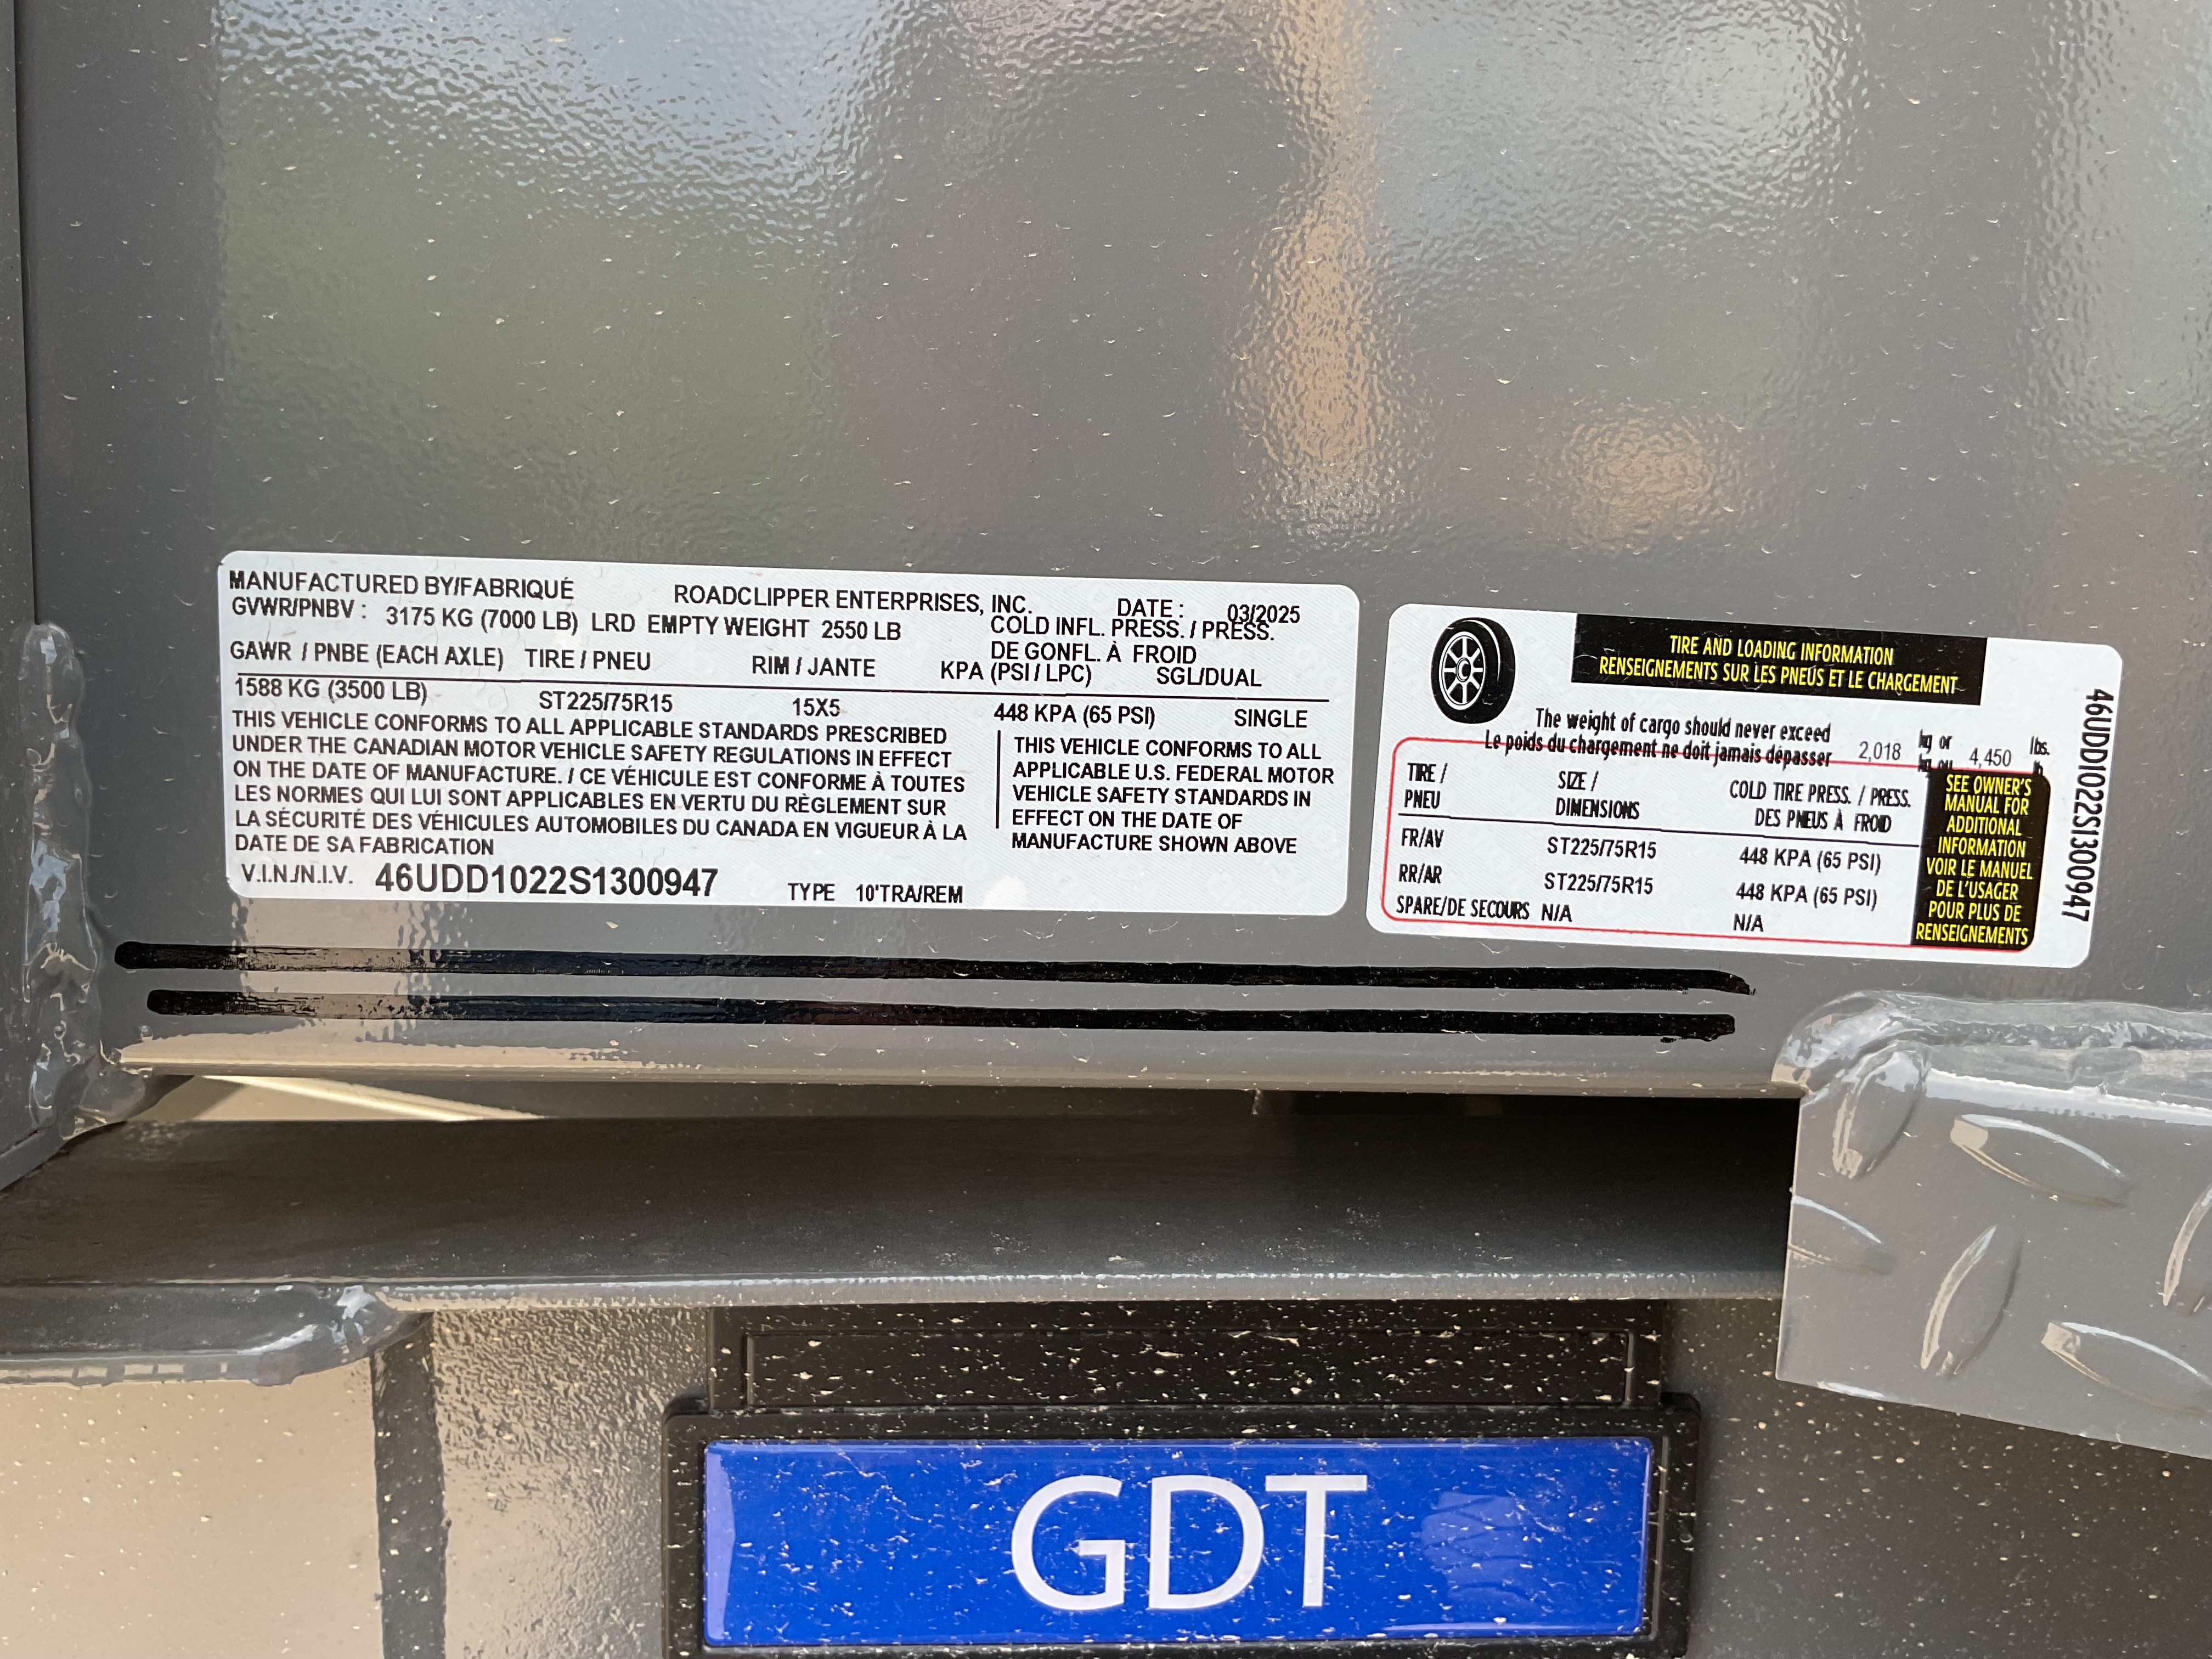 MANUFACTURED BY/FABRIQUÉ ROADCLIPPER ENTERPRISES, INC. DATE : 03/2025
GVWR/PNBV : 3175 KG (7000 LB) LRD EMPTY WEIGHT 2550 LB
COLD INFL. PRESS. / PRESS.
DE GONFL. À FROID
GAWR / PNBE (EACH AXLE) TIRE / PNEU RIM / JANTE KPA (PSI / LPC) SGL/DUAL
1588 KG (3500 LB) ST225/75R15 15X5 448 KPA (65 PSI) SINGLE
THIS VEHICLE CONFORMS TO ALL APPLICABLE STANDARDS PRESCRIBED
UNDER THE CANADIAN MOTOR VEHICLE SAFETY REGULATIONS IN EFFECT
ON THE DATE OF MANUFACTURE. / CE VÉHICULE EST CONFORME À TOUTES
LES NORMES QUI LUI SONT APPLICABLES EN VERTU DU RÈGLEMENT SUR
LA SÉCURITÉ DES VÉHICULES AUTOMOBILES DU CANADA EN VIGUEUR À LA
DATE DE SA FABRICATION
THIS VEHICLE CONFORMS TO ALL
APPLICABLE U.S. FEDERAL MOTOR
VEHICLE SAFETY STANDARDS IN
EFFECT ON THE DATE OF
MANUFACTURE SHOWN ABOVE
V.I.N./N.I.V. 46UDD1022S1300947 TYPE 10'TRA/REM
TIRE AND LOADING INFORMATION
RENSEIGNEMENTS SUR LES PNEUS ET LE CHARGEMENT
The weight of cargo should never exceed
Le poids du chargement ne doit jamais dépasser
2,018 kg or 4,450 lbs.
kg ou lb
TIRE / SIZE / COLD TIRE PRESS. / PRESS.
PNEU DIMENSIONS DES PNEUS À FROID
FR/AV ST225/75R15 448 KPA (65 PSI)
RR/AR ST225/75R15 448 KPA (65 PSI)
SPARE/DE SECOURS N/A N/A
SEE OWNER'S
MANUAL FOR
ADDITIONAL
INFORMATION
VOIR LE MANUEL
DE L'USAGER
POUR PLUS DE
RENSEIGNEMENTS
46UDD1022S1300947
GDT